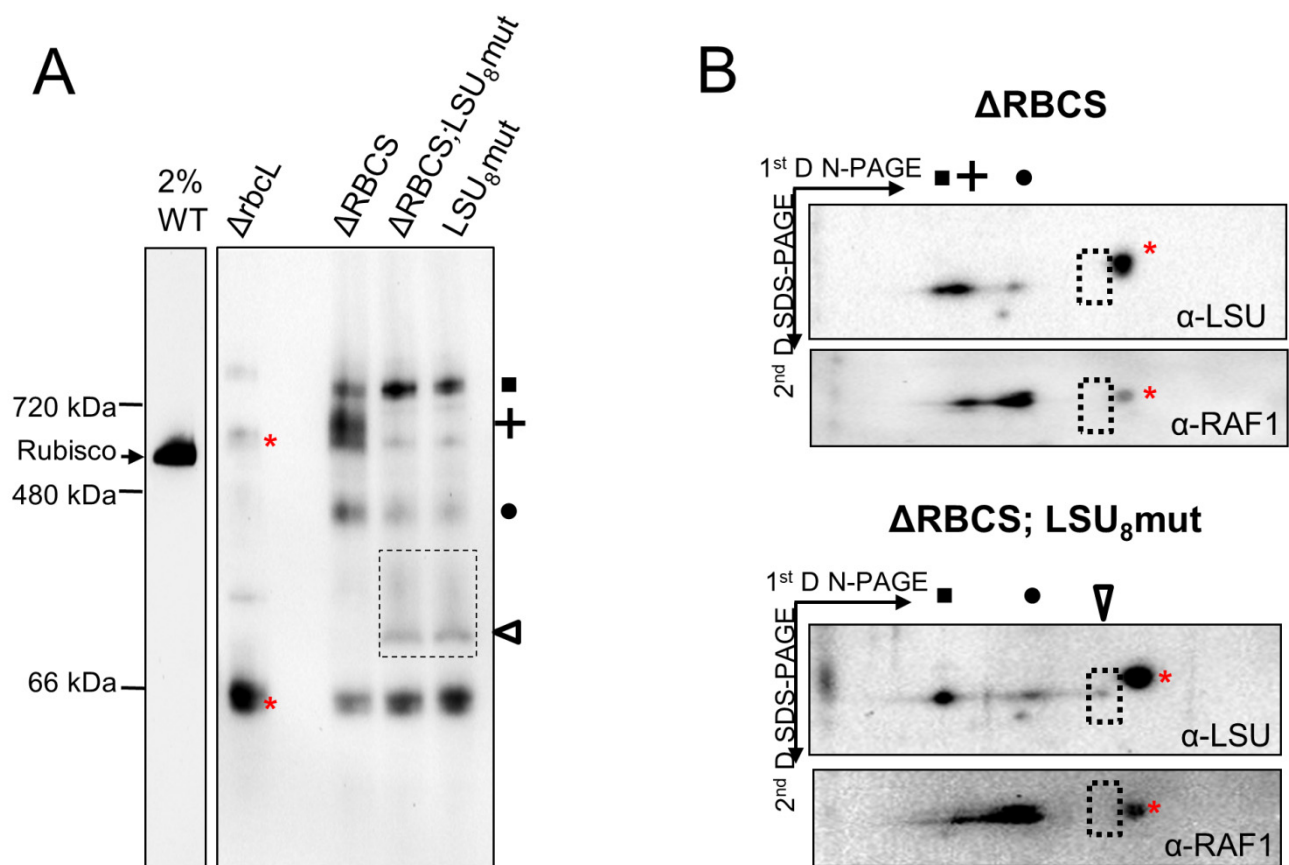 A
2%
WT
ΔrbcL
ΔRBCS
ΔRBCS;LSU₈mut
LSU₈mut
720 kDa
Rubisco
480 kDa
66 kDa
*
*
B
ΔRBCS
1st D N-PAGE
2nd D SDS-PAGE
*
α-LSU
*
α-RAF1
ΔRBCS; LSU₈mut
1st D N-PAGE
2nd D SDS-PAGE
*
α-LSU
*
α-RAF1